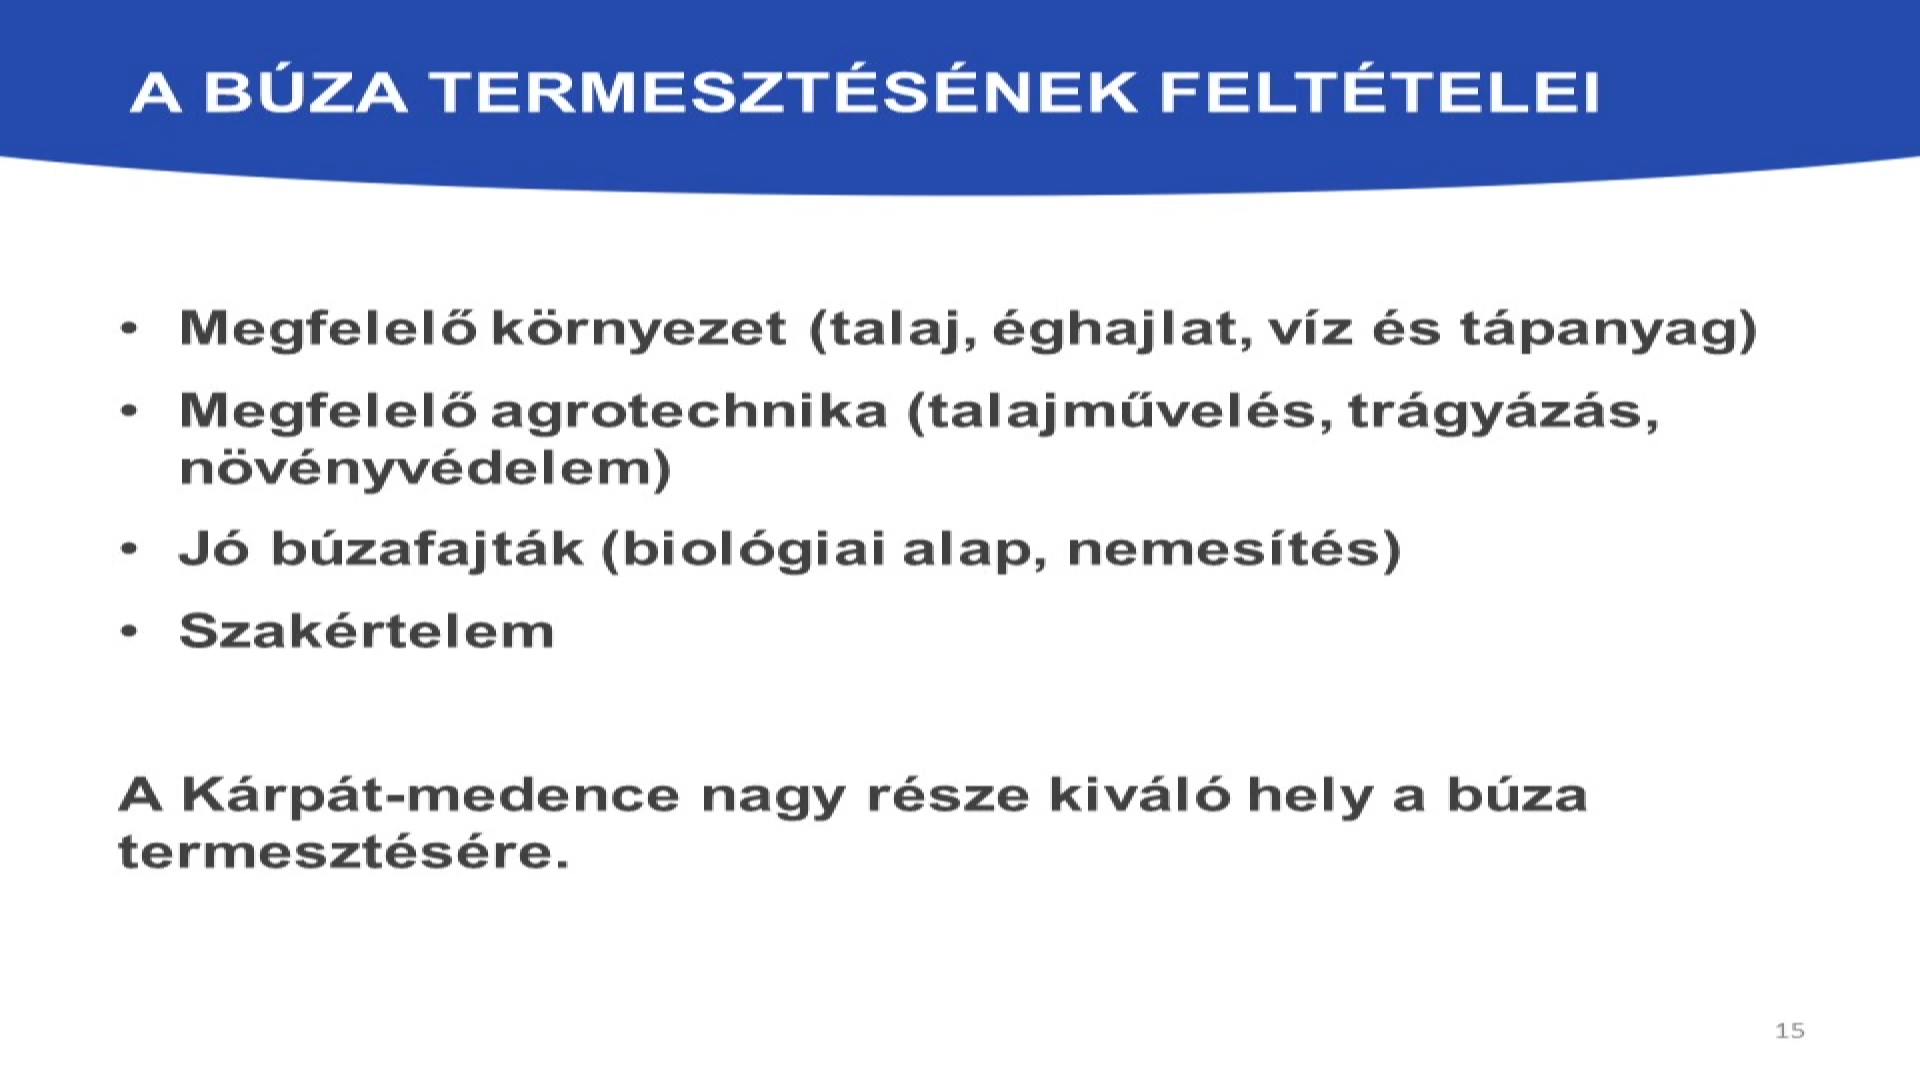 A BÚZA TERMESZTÉSÉNEK FELTÉTELEI
• Megfelelő környezet (talaj, éghajlat, víz és tápanyag)
• Megfelelő agrotechnika (talajművelés, trágyázás,
növényvédelem)
• Jó búzafajták (biológiai alap, nemesítés)
• Szakértelem
A Kárpát-medence nagy része kiváló hely a búza
termesztésére.
15